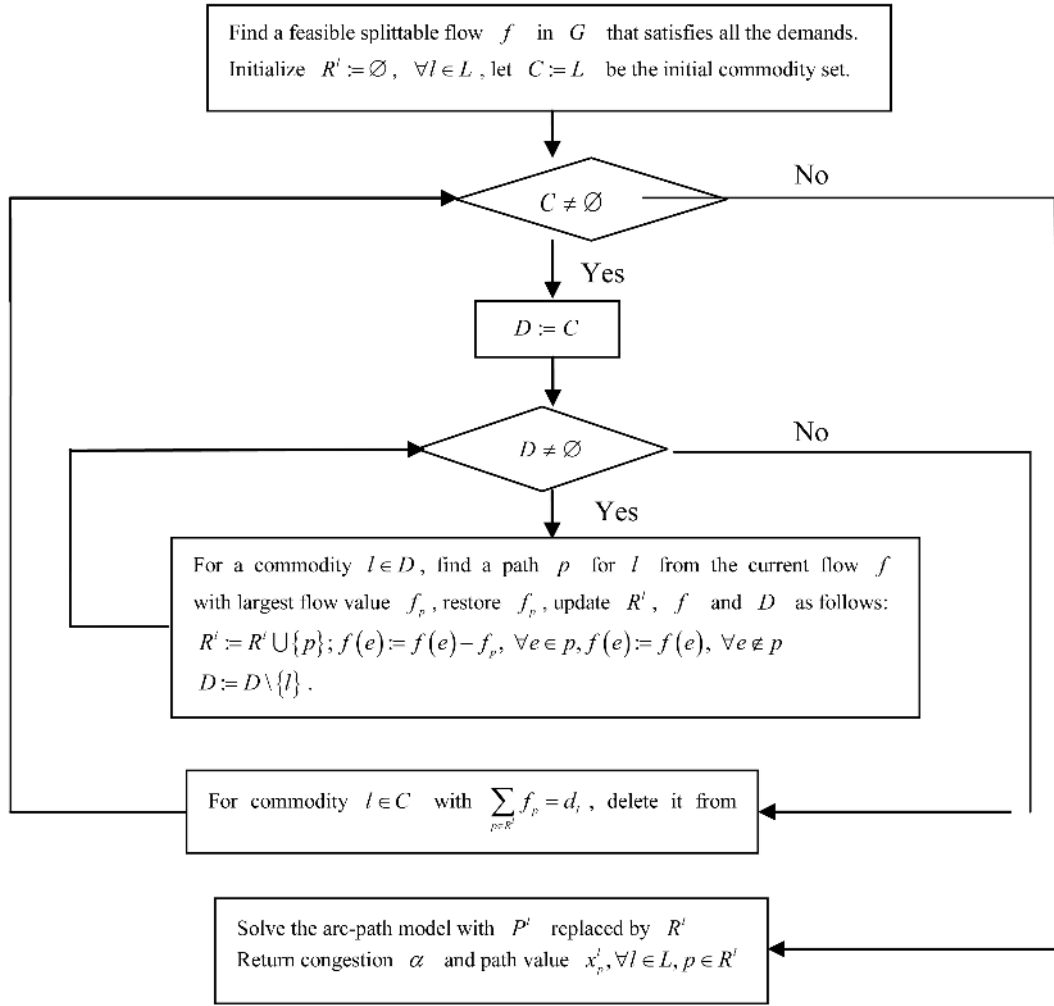 Find a feasible splittable flow f in G that satisfies all the demands.
Initialize R^l := ∅, ∀l ∈ L, let C := L be the initial commodity set.
C ≠ ∅
No
Yes
D := C
D ≠ ∅
No
Yes
For a commodity l ∈ D, find a path p for l from the current flow f
with largest flow value f_p, restore f_p, update R^l, f and D as follows:
R^l := R^l ⋃{p}; f(e) := f(e) − f_p, ∀e ∈ p, f(e) := f(e), ∀e ∉ p
D := D \ {l}.
For commodity l ∈ C with ∑_{p∈R^l} f_p = d_l, delete it from
Solve the arc-path model with P^l replaced by R^l
Return congestion α and path value x_p^l, ∀l ∈ L, p ∈ R^l